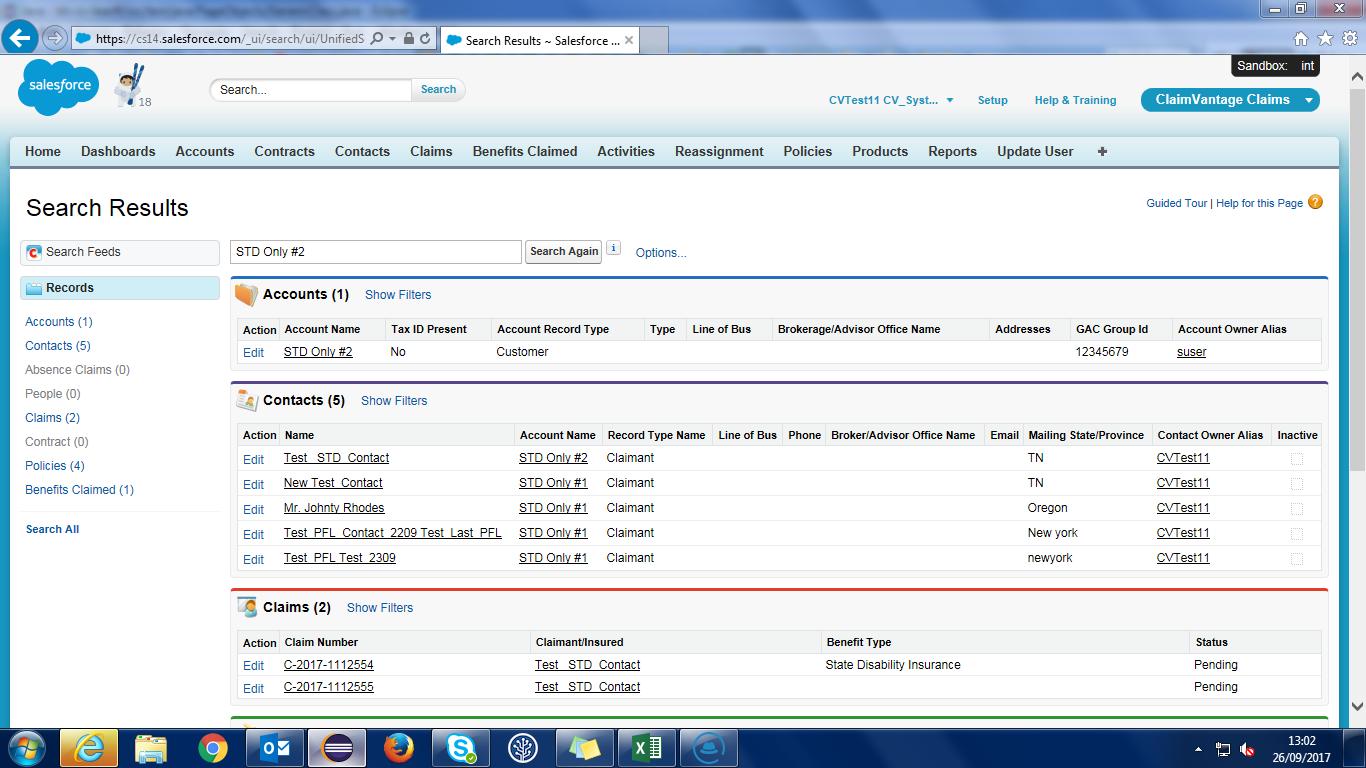 https://cs14.salesforce.com/_ui/search/ui/UnifiedS
Search Results ~ Salesforce ...
Sandbox: int
salesforce
18
Search...
Search
CVTest11 CV_Syst...
Setup
Help & Training
ClaimVantage Claims
Home Dashboards Accounts Contracts Contacts Claims Benefits Claimed Activities Reassignment Policies Products Reports Update User +
Search Results
Guided Tour | Help for this Page ?
Search Feeds
Records
Accounts (1)
Contacts (5)
Absence Claims (0)
People (0)
Claims (2)
Contract (0)
Policies (4)
Benefits Claimed (1)
Search All
STD Only #2
Search Again
i
Options...
Accounts (1) Show Filters
Action Account Name Tax ID Present Account Record Type Type Line of Bus Brokerage/Advisor Office Name Addresses GAC Group Id Account Owner Alias
Edit STD Only #2 No Customer 12345679 suser
Contacts (5) Show Filters
Action Name Account Name Record Type Name Line of Bus Phone Broker/Advisor Office Name Email Mailing State/Province Contact Owner Alias Inactive
Edit Test_ STD_Contact STD Only #2 Claimant TN CVTest11
Edit New Test_Contact STD Only #1 Claimant TN CVTest11
Edit Mr. Johnty Rhodes STD Only #1 Claimant Oregon CVTest11
Edit Test_PFL_Contact_2209 Test_Last_PFL STD Only #1 Claimant New york CVTest11
Edit Test_PFL Test_2309 STD Only #1 Claimant newyork CVTest11
Claims (2) Show Filters
Action Claim Number Claimant/Insured Benefit Type Status
Edit C-2017-1112554 Test_ STD_Contact State Disability Insurance Pending
Edit C-2017-1112555 Test_ STD_Contact Pending
13:02
26/09/2017